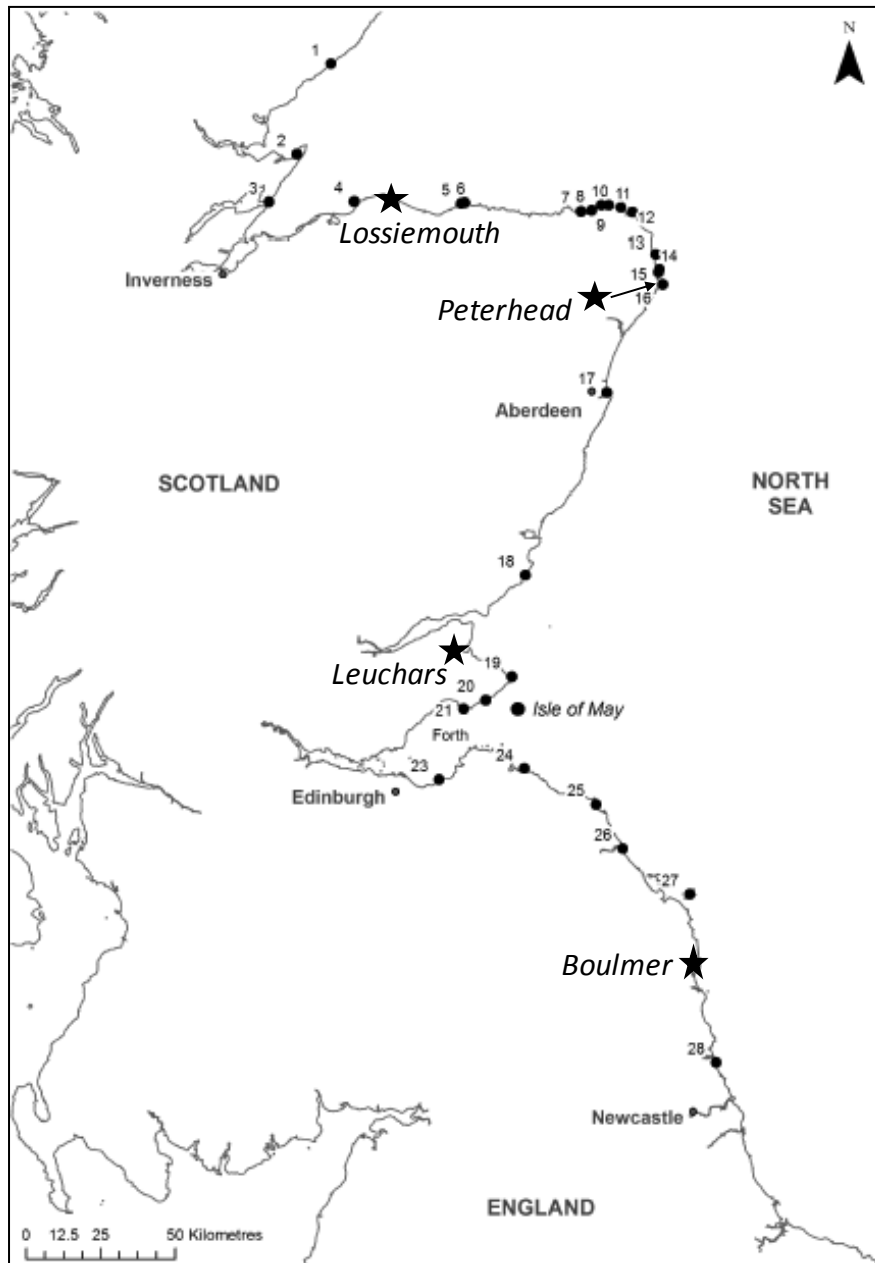 N
1
2
3
4
5 6
7 8 10 11
9
12
Lossiemouth
Inverness
13
14
15
16
Peterhead
17
Aberdeen
SCOTLAND
NORTH
SEA
18
Leuchars
19
20
21
Isle of May
Forth
23
24
Edinburgh
25
26
27
Boulmer
28
Newcastle
ENGLAND
0 12.5 25 50 Kilometres